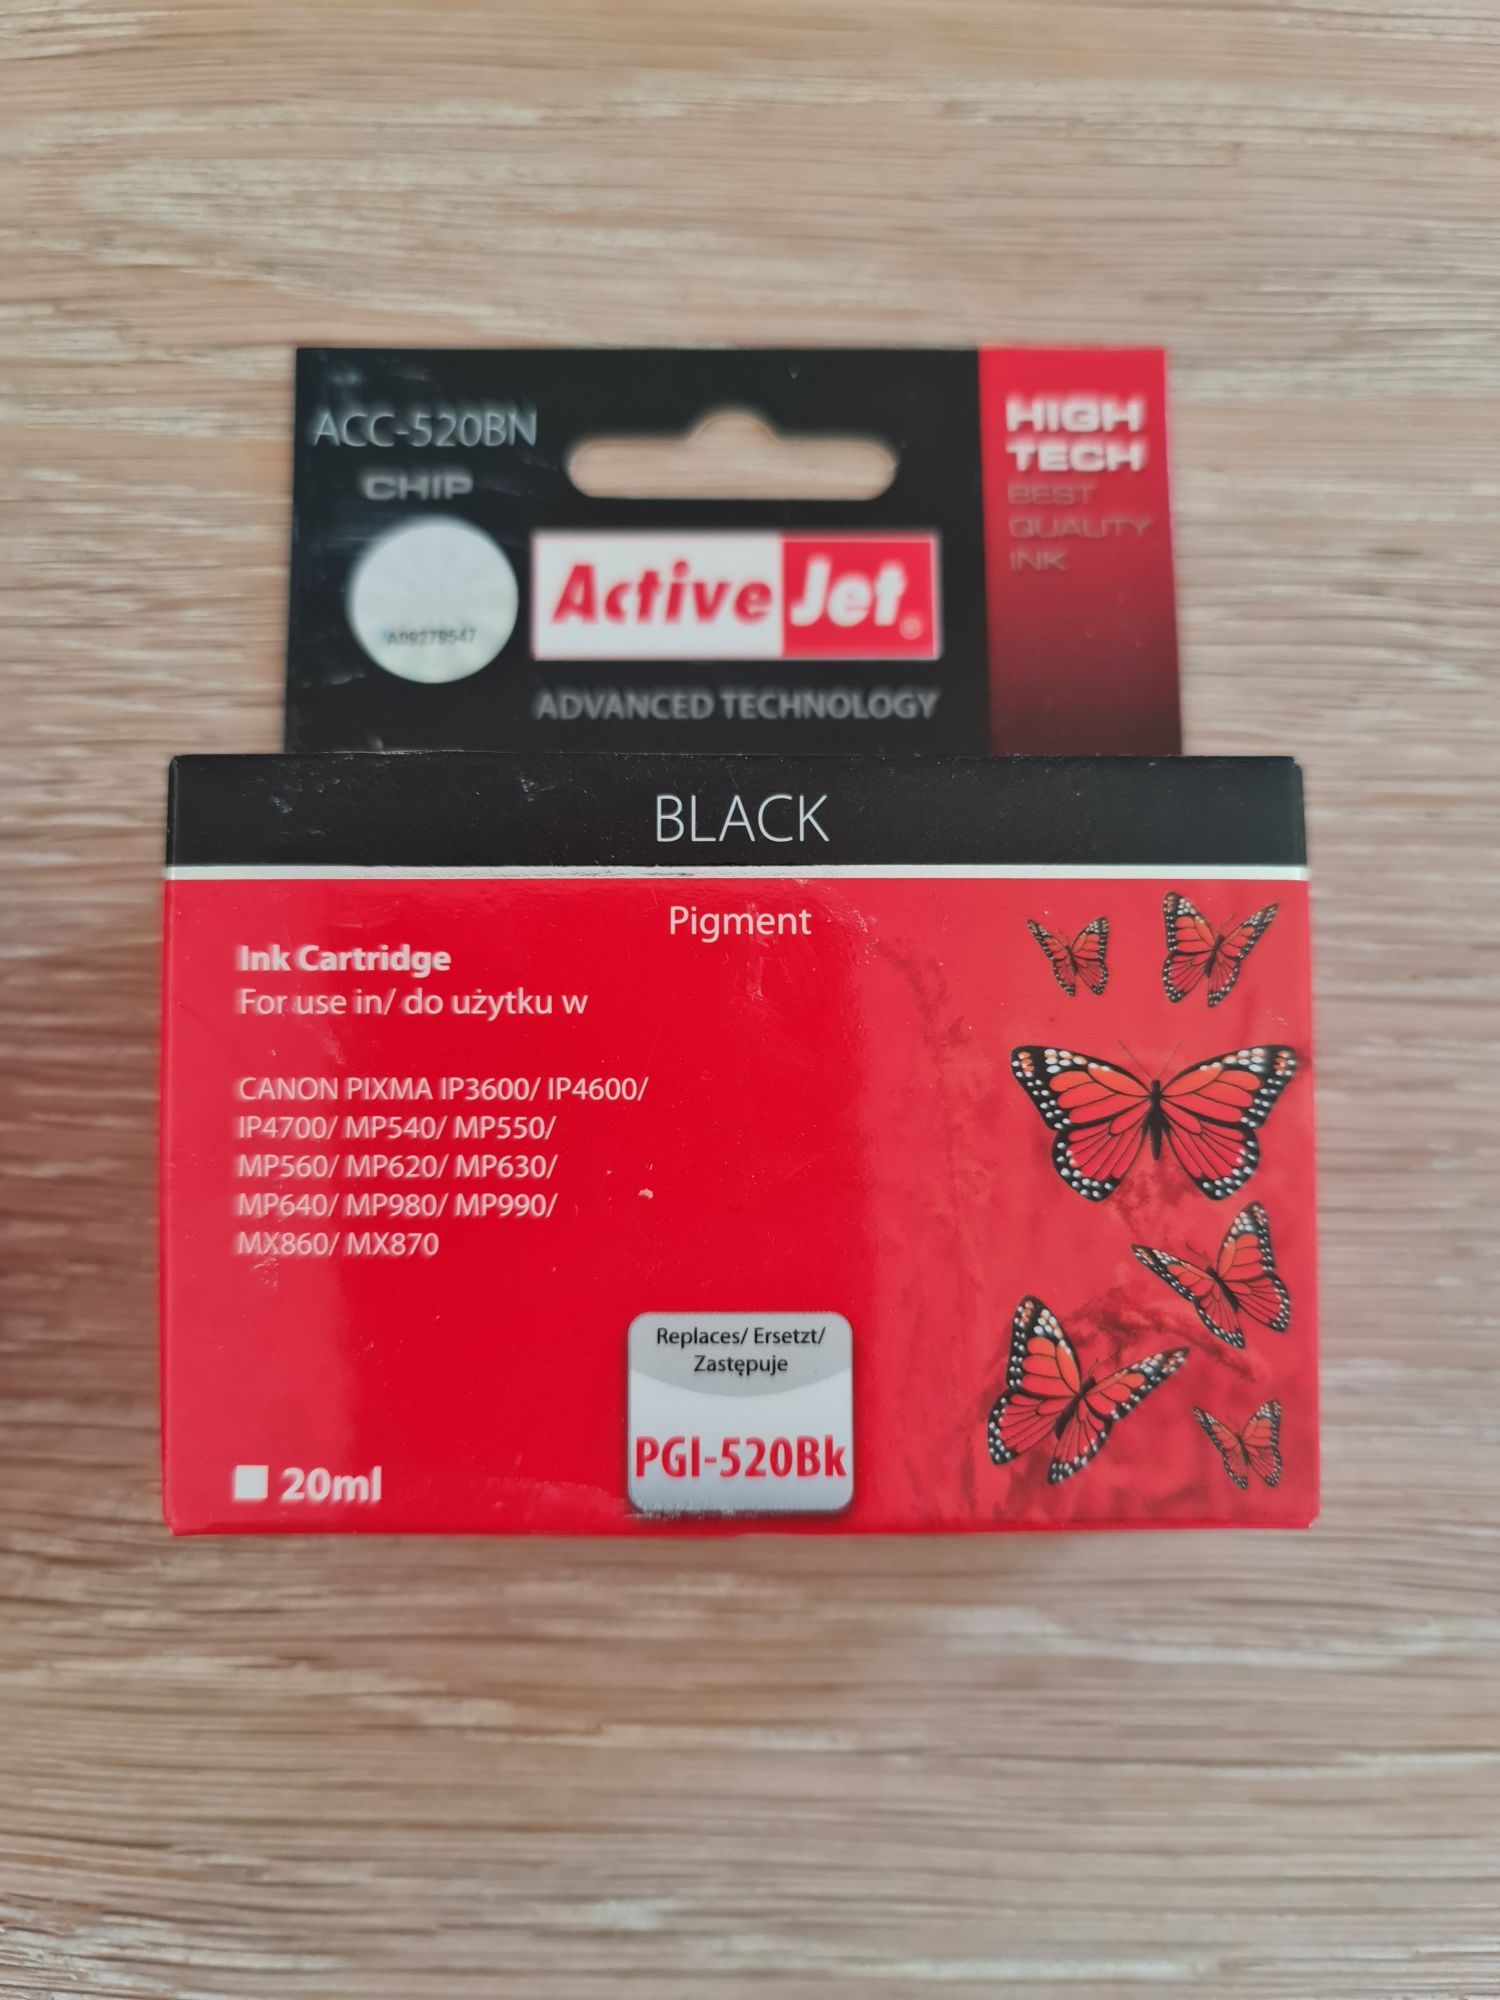 ACC-520BN
CHIP
A09279547
ActiveJet®
ADVANCED TECHNOLOGY
HIGH
TECH
BEST
QUALITY
INK
BLACK
Pigment
Ink Cartridge
For use in/ do użytku w
CANON PIXMA IP3600/ IP4600/
IP4700/ MP540/ MP550/
MP560/ MP620/ MP630/
MP640/ MP980/ MP990/
MX860/ MX870
Replaces/ Ersetzt/
Zastępuje
PGI-520Bk
20ml